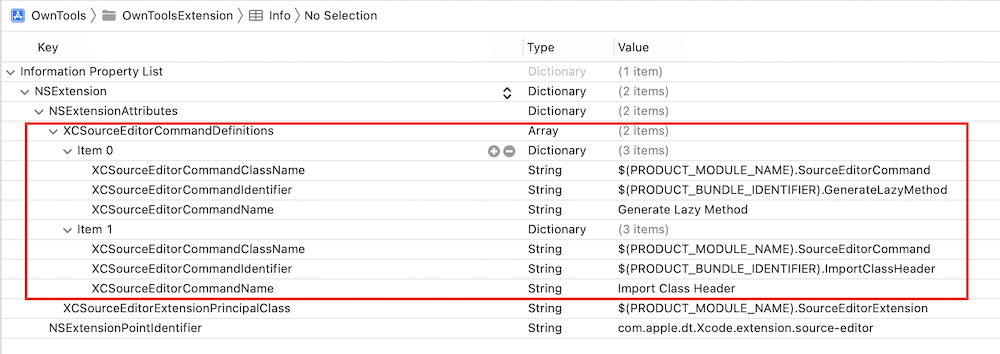 OwnTools OwnToolsExtension Info No Selection
Key Type Value
Information Property List Dictionary (1 item)
NSExtension Dictionary (2 items)
NSExtensionAttributes Dictionary (2 items)
XCSourceEditorCommandDefinitions Array (2 items)
Item 0 Dictionary (3 items)
XCSourceEditorCommandClassName String $(PRODUCT_MODULE_NAME).SourceEditorCommand
XCSourceEditorCommandIdentifier String $(PRODUCT_BUNDLE_IDENTIFIER).GenerateLazyMethod
XCSourceEditorCommandName String Generate Lazy Method
Item 1 Dictionary (3 items)
XCSourceEditorCommandClassName String $(PRODUCT_MODULE_NAME).SourceEditorCommand
XCSourceEditorCommandIdentifier String $(PRODUCT_BUNDLE_IDENTIFIER).ImportClassHeader
XCSourceEditorCommandName String Import Class Header
XCSourceEditorExtensionPrincipalClass String $(PRODUCT_MODULE_NAME).SourceEditorExtension
NSExtensionPointIdentifier String com.apple.dt.Xcode.extension.source-editor